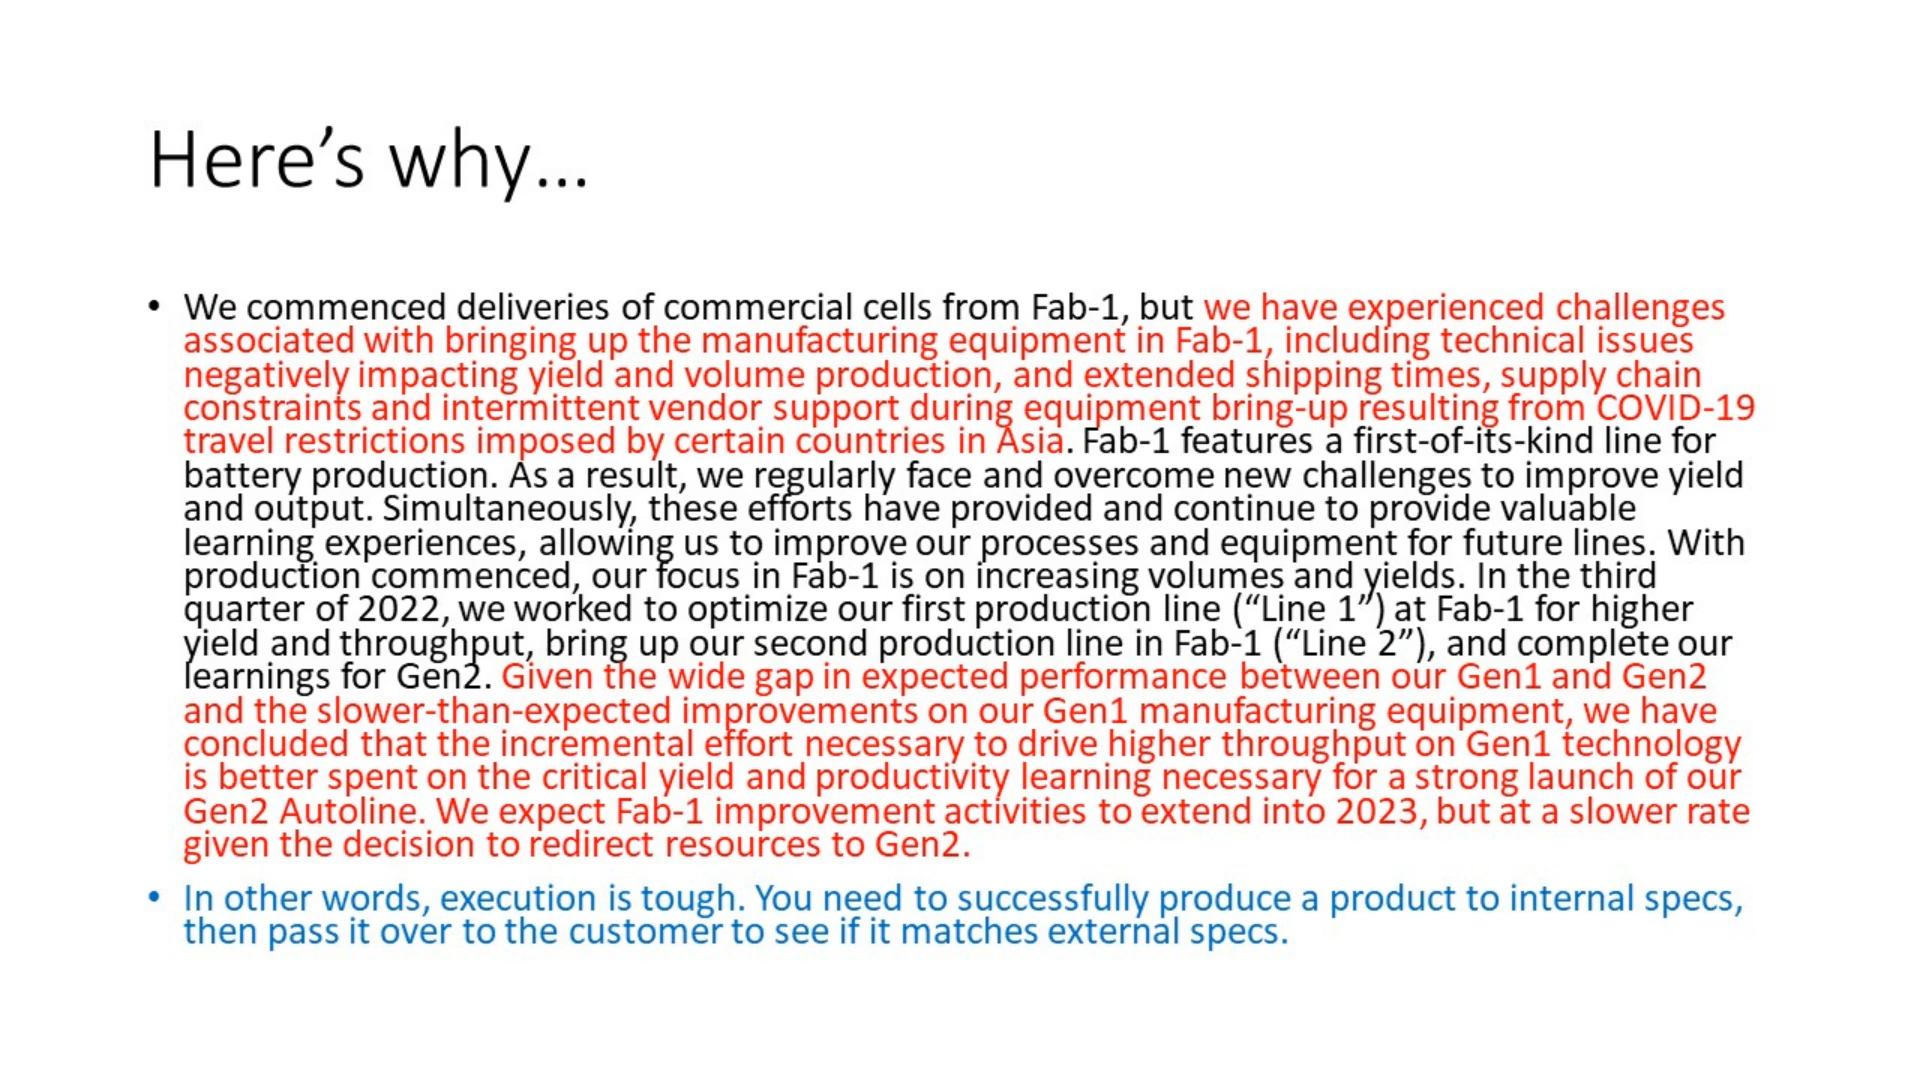 Here’s why…
• We commenced deliveries of commercial cells from Fab-1, but we have experienced challenges
associated with bringing up the manufacturing equipment in Fab-1, including technical issues
negatively impacting yield and volume production, and extended shipping times, supply chain
constraints and intermittent vendor support during equipment bring-up resulting from COVID-19
travel restrictions imposed by certain countries in Asia. Fab-1 features a first-of-its-kind line for
battery production. As a result, we regularly face and overcome new challenges to improve yield
and output. Simultaneously, these efforts have provided and continue to provide valuable
learning experiences, allowing us to improve our processes and equipment for future lines. With
production commenced, our focus in Fab-1 is on increasing volumes and yields. In the third
quarter of 2022, we worked to optimize our first production line (“Line 1”) at Fab-1 for higher
yield and throughput, bring up our second production line in Fab-1 (“Line 2”), and complete our
learnings for Gen2. Given the wide gap in expected performance between our Gen1 and Gen2
and the slower-than-expected improvements on our Gen1 manufacturing equipment, we have
concluded that the incremental effort necessary to drive higher throughput on Gen1 technology
is better spent on the critical yield and productivity learning necessary for a strong launch of our
Gen2 Autoline. We expect Fab-1 improvement activities to extend into 2023, but at a slower rate
given the decision to redirect resources to Gen2.
• In other words, execution is tough. You need to successfully produce a product to internal specs,
then pass it over to the customer to see if it matches external specs.